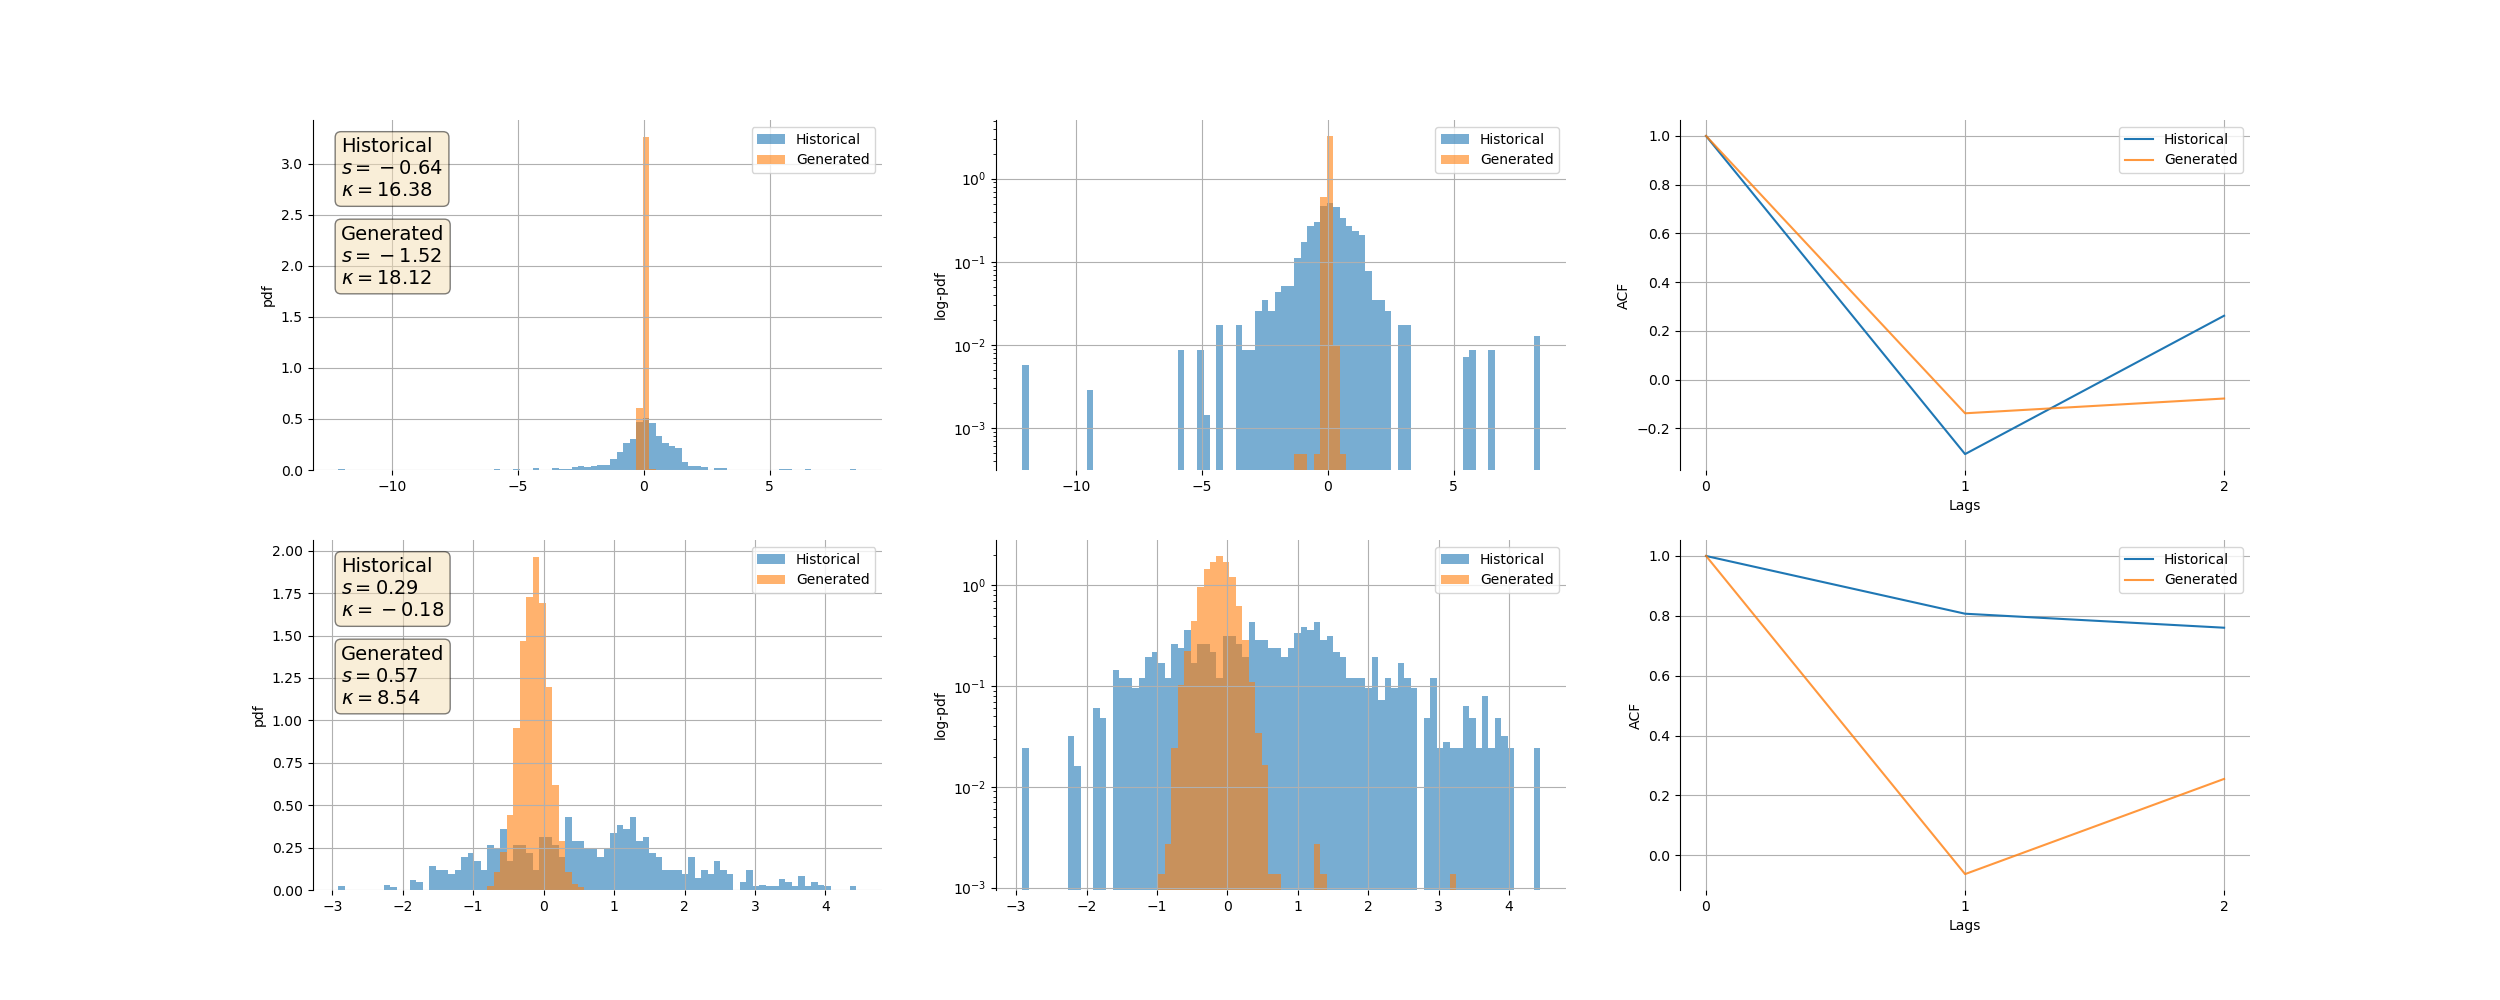 Historical
s = −0.64
κ = 16.38
Generated
s = −1.52
κ = 18.12
Historical
Generated
pdf
3.0
2.5
2.0
1.5
1.0
0.5
0.0
−10 −5 0 5
Historical
Generated
log-pdf
10⁰
10⁻¹
10⁻²
10⁻³
−10 −5 0 5
Historical
Generated
ACF
1.0
0.8
0.6
0.4
0.2
0.0
−0.2
0 1 2
Lags
Historical
s = 0.29
κ = −0.18
Generated
s = 0.57
κ = 8.54
Historical
Generated
pdf
2.00
1.75
1.50
1.25
1.00
0.75
0.50
0.25
0.00
−3 −2 −1 0 1 2 3 4
Historical
Generated
log-pdf
10⁰
10⁻¹
10⁻²
10⁻³
−3 −2 −1 0 1 2 3 4
Historical
Generated
ACF
1.0
0.8
0.6
0.4
0.2
0.0
0 1 2
Lags